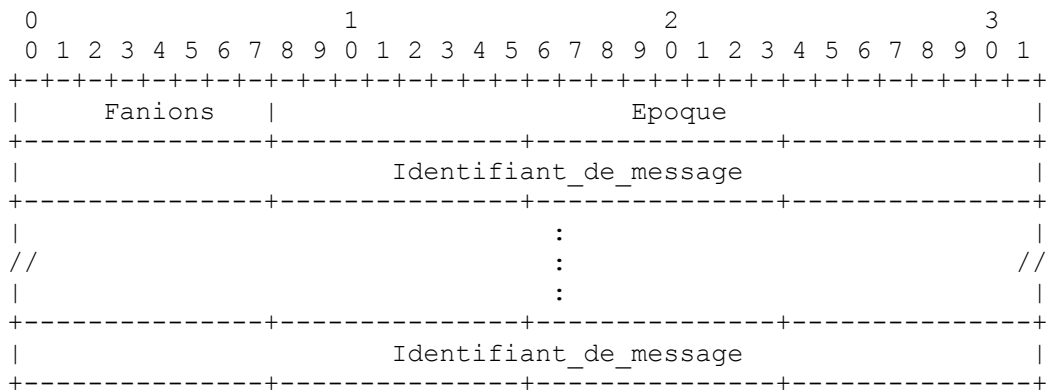 0                   1                   2                   3
0 1 2 3 4 5 6 7 8 9 0 1 2 3 4 5 6 7 8 9 0 1 2 3 4 5 6 7 8 9 0 1
+-+-+-+-+-+-+-+-+-+-+-+-+-+-+-+-+-+-+-+-+-+-+-+-+-+-+-+-+-+-+-+-+
|     Fanions   |                      Epoque                   |
+---------------+---------------+---------------+---------------+
|                       Identifiant_de_message                  |
+---------------+---------------+---------------+---------------+
|                                 :                             |
//                                :                            //
|                                 :                             |
+---------------+---------------+---------------+---------------+
|                       Identifiant_de_message                  |
+---------------+---------------+---------------+---------------+